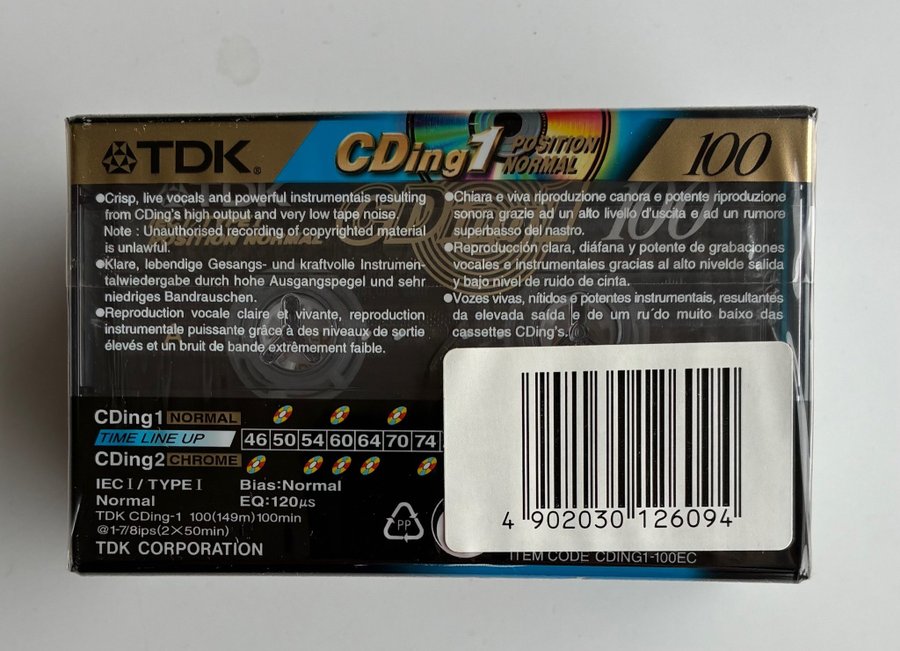 TDK.
CDing1
POSITION
NORMAL
100
●Crisp, live vocals and powerful instrumentals resulting
from CDing's high output and very low tape noise.
Note : Unauthorised recording of copyrighted material
is unlawful.
●Klare, lebendige Gesangs- und kraftvolle Instrumen-
talwiedergabe durch hohe Ausgangspegel und sehr
niedriges Bandrauschen.
●Reproduction vocale claire et vivante, reproduction
instrumentale puissante grâce à des niveaux de sortie
élevés et un bruit de bande extrêmement faible.
●Chiara e viva riproduzione canora e potente riproduzione
sonora grazie ad un alto livello d'uscita e ad un rumore
superbasso del nastro.
●Reproducción clara, diáfana y potente de grabaciones
vocales e instrumentales gracias al alto nivelde salida
y bajo nivel de ruido de cinta.
●Vozes vivas, nítidos e potentes instrumentais, resultantes
da elevada saída e de um ru´do muito baixo das
cassettes CDing's.
TDK
POSITION NORMAL
100
A
CDing1 NORMAL
TIME LINE UP 46 50 54 60 64 70 74
CDing2 CHROME
IEC I / TYPE I Bias:Normal
Normal EQ:120µs
TDK CDing-1 100(149m)100min
@1-7/8ips(2×50min)
TDK CORPORATION
PP
4 902030 126094
ITEM CODE CDING1-100EC